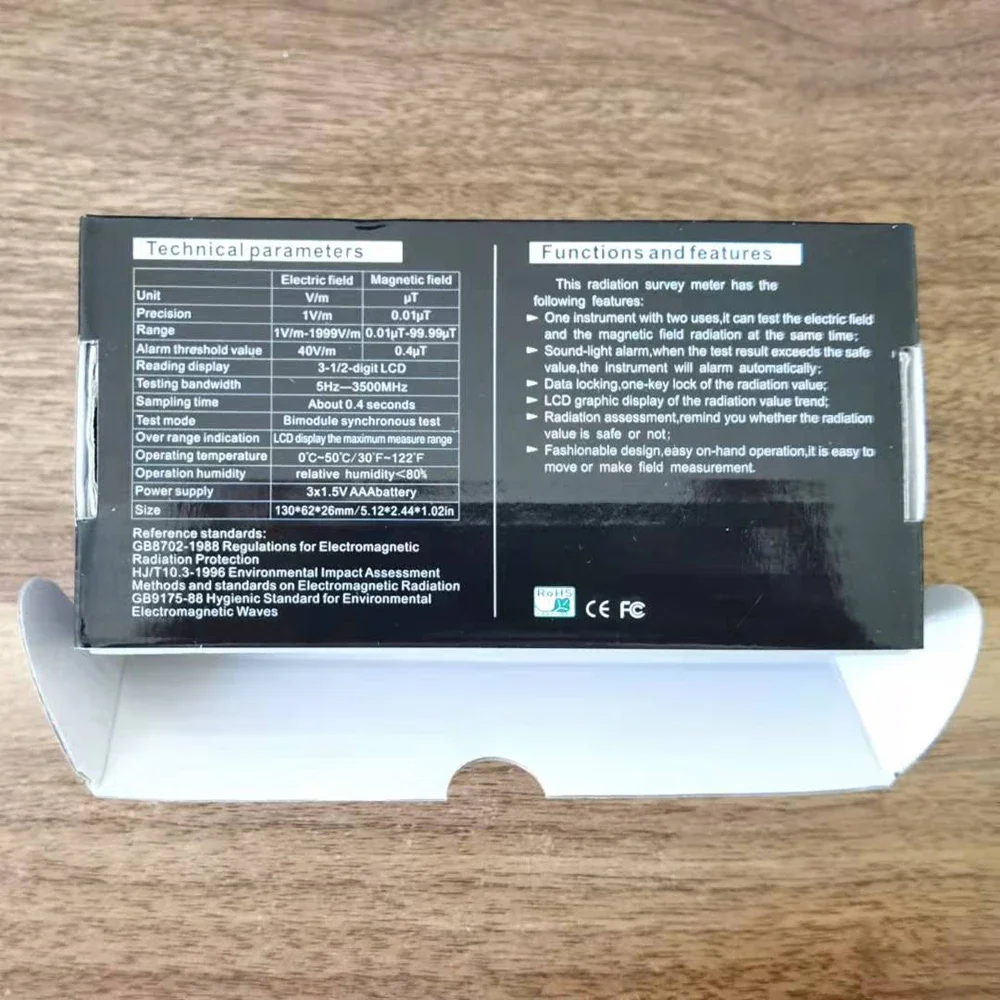 Technical parameters
Electric field Magnetic field
Unit V/m μT
Precision 1V/m 0.01μT
Range 1V/m-1999V/m 0.01μT-99.99μT
Alarm threshold value 40V/m 0.4μT
Reading display 3-1/2-digit LCD
Testing bandwidth 5Hz—3500MHz
Sampling time About 0.4 seconds
Test mode Bimodule synchronous test
Over range indication LCD display the maximum measure range
Operating temperature 0℃~50℃/30℉~122℉
Operation humidity relative humidity<80%
Power supply 3x1.5V AAAbattery
Size 130*62*26mm/5.12*2.44*1.02in
Reference standards:
GB8702-1988 Regulations for Electromagnetic
Radiation Protection
HJ/T10.3-1996 Environmental Impact Assessment
Methods and standards on Electromagnetic Radiation
GB9175-88 Hygienic Standard for Environmental
Electromagnetic Waves
Functions and features
This radiation survey meter has the
following features:
► One instrument with two uses,it can test the electric field
and the magnetic field radiation at the same time;
► Sound-light alarm,when the test result exceeds the safe
value,the instrument will alarm automatically;
► Data locking,one-key lock of the radiation value;
► LCD graphic display of the radiation value trend;
► Radiation assessment,remind you whether the radiation
value is safe or not;
► Fashionable design,easy on-hand operation,it is easy to
move or make field measurement.
RoHS CE FC